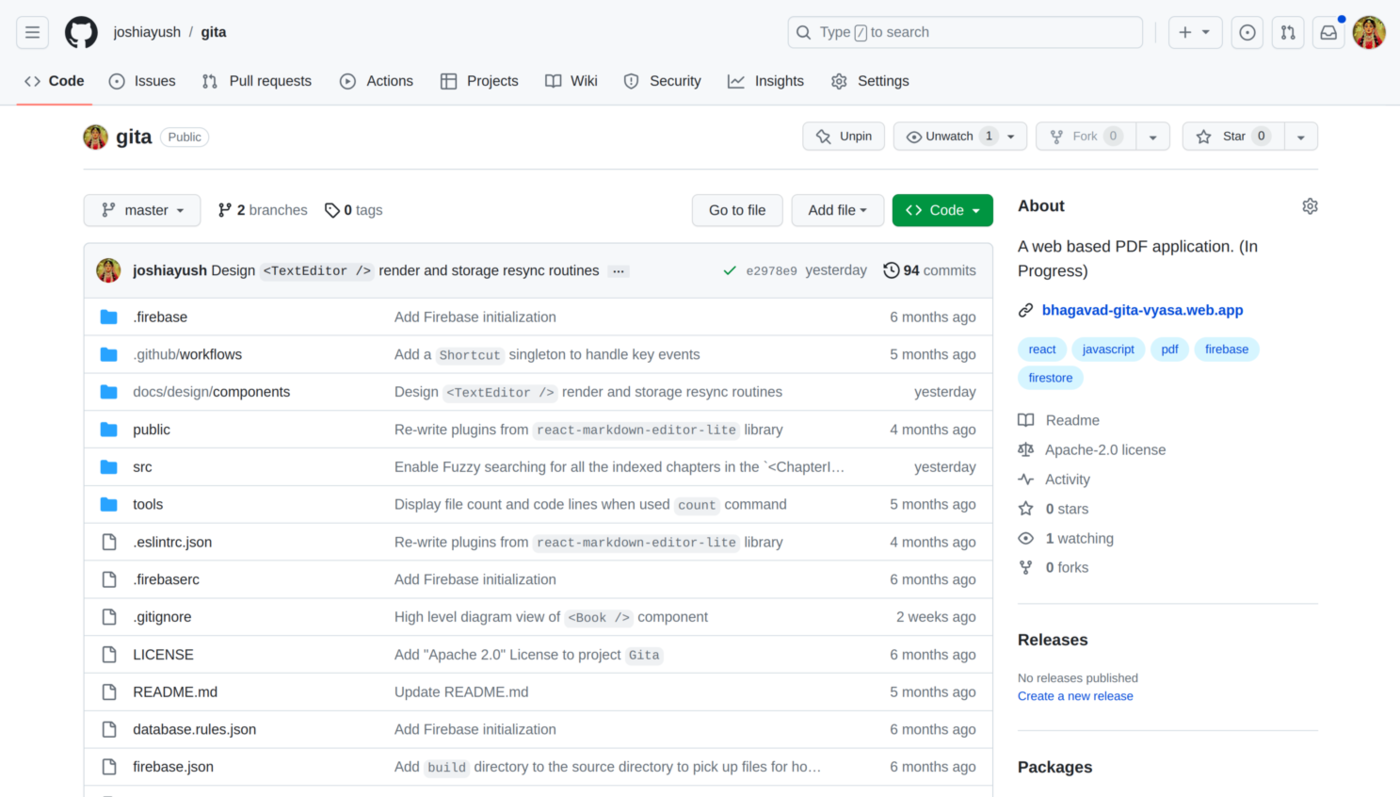 joshiayush / gita
Type / to search
Code Issues Pull requests Actions Projects Wiki Security Insights Settings
gita Public
Unpin Unwatch 1 Fork 0 Star 0
master 2 branches 0 tags Go to file Add file Code
joshiayush Design <TextEditor /> render and storage resync routines ... e2978e9 yesterday 94 commits
.firebase Add Firebase initialization 6 months ago
.github/workflows Add a Shortcut singleton to handle key events 5 months ago
docs/design/components Design <TextEditor /> render and storage resync routines yesterday
public Re-write plugins from react-markdown-editor-lite library 4 months ago
src Enable Fuzzy searching for all the indexed chapters in the `<ChapterI… yesterday
tools Display file count and code lines when used count command 5 months ago
.eslintrc.json Re-write plugins from react-markdown-editor-lite library 4 months ago
.firebaserc Add Firebase initialization 6 months ago
.gitignore High level diagram view of <Book /> component 2 weeks ago
LICENSE Add "Apache 2.0" License to project Gita 6 months ago
README.md Update README.md 5 months ago
database.rules.json Add Firebase initialization 6 months ago
firebase.json Add build directory to the source directory to pick up files for ho… 6 months ago
About
A web based PDF application. (In
Progress)
bhagavad-gita-vyasa.web.app
react javascript pdf firebase
firestore
Readme
Apache-2.0 license
Activity
0 stars
1 watching
0 forks
Releases
No releases published
Create a new release
Packages